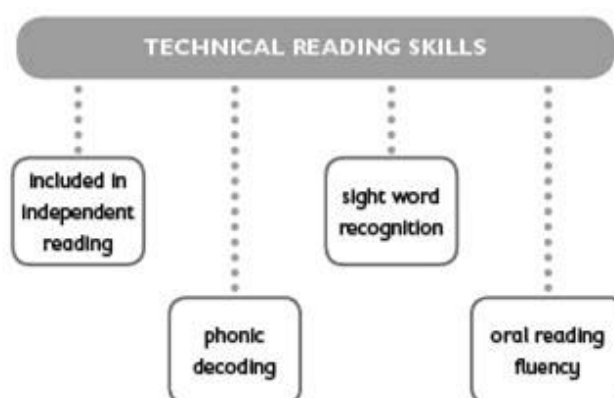 TECHNICAL READING SKILLS
included in
independent
reading
sight word
recognition
phonic
decoding
oral reading
fluency